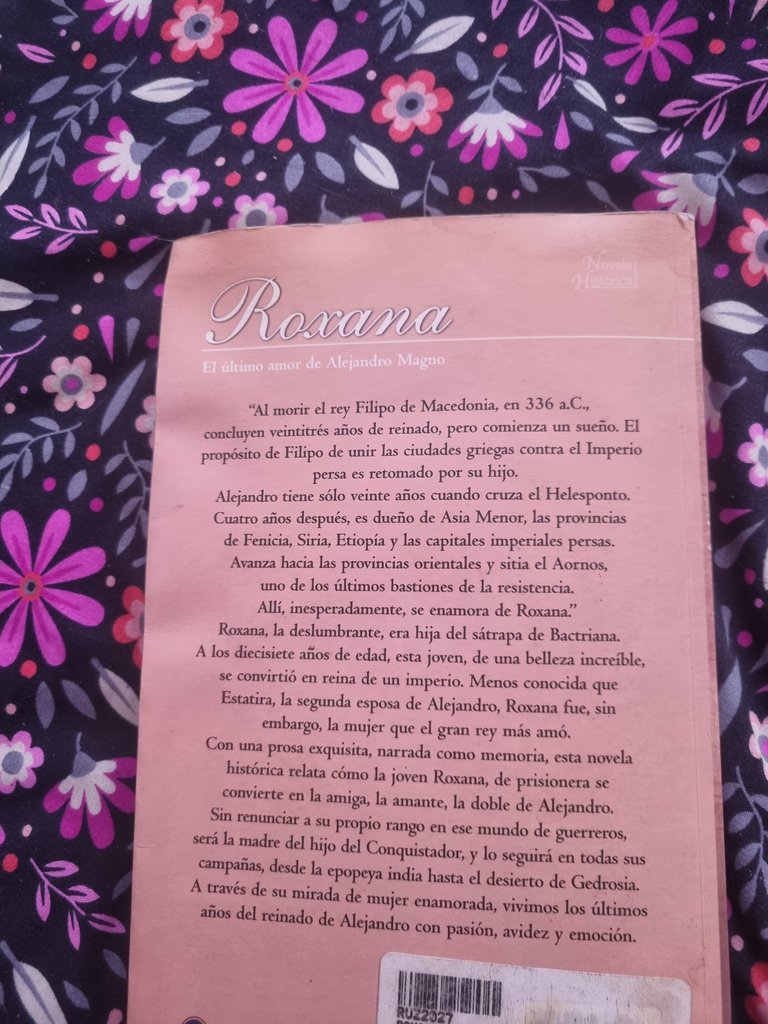 Novela
Histórica
Roxana
El último amor de Alejandro Magno
“Al morir el rey Filipo de Macedonia, en 336 a.C.,
concluyen veintitrés años de reinado, pero comienza un sueño. El
propósito de Filipo de unir las ciudades griegas contra el Imperio
persa es retomado por su hijo.
Alejandro tiene sólo veinte años cuando cruza el Helesponto.
Cuatro años después, es dueño de Asia Menor, las provincias
de Fenicia, Siria, Etiopía y las capitales imperiales persas.
Avanza hacia las provincias orientales y sitia el Aornos,
uno de los últimos bastiones de la resistencia.
Allí, inesperadamente, se enamora de Roxana.”
Roxana, la deslumbrante, era hija del sátrapa de Bactriana.
A los diecisiete años de edad, esta joven, de una belleza increíble,
se convirtió en reina de un imperio. Menos conocida que
Estatira, la segunda esposa de Alejandro, Roxana fue, sin
embargo, la mujer que el gran rey más amó.
Con una prosa exquisita, narrada como memoria, esta novela
histórica relata cómo la joven Roxana, de prisionera se
convierte en la amiga, la amante, la doble de Alejandro.
Sin renunciar a su propio rango en ese mundo de guerreros,
será la madre del hijo del Conquistador, y lo seguirá en todas sus
campañas, desde la epopeya india hasta el desierto de Gedrosia.
A través de su mirada de mujer enamorada, vivimos los últimos
años del reinado de Alejandro con pasión, avidez y emoción.
RUZ2027